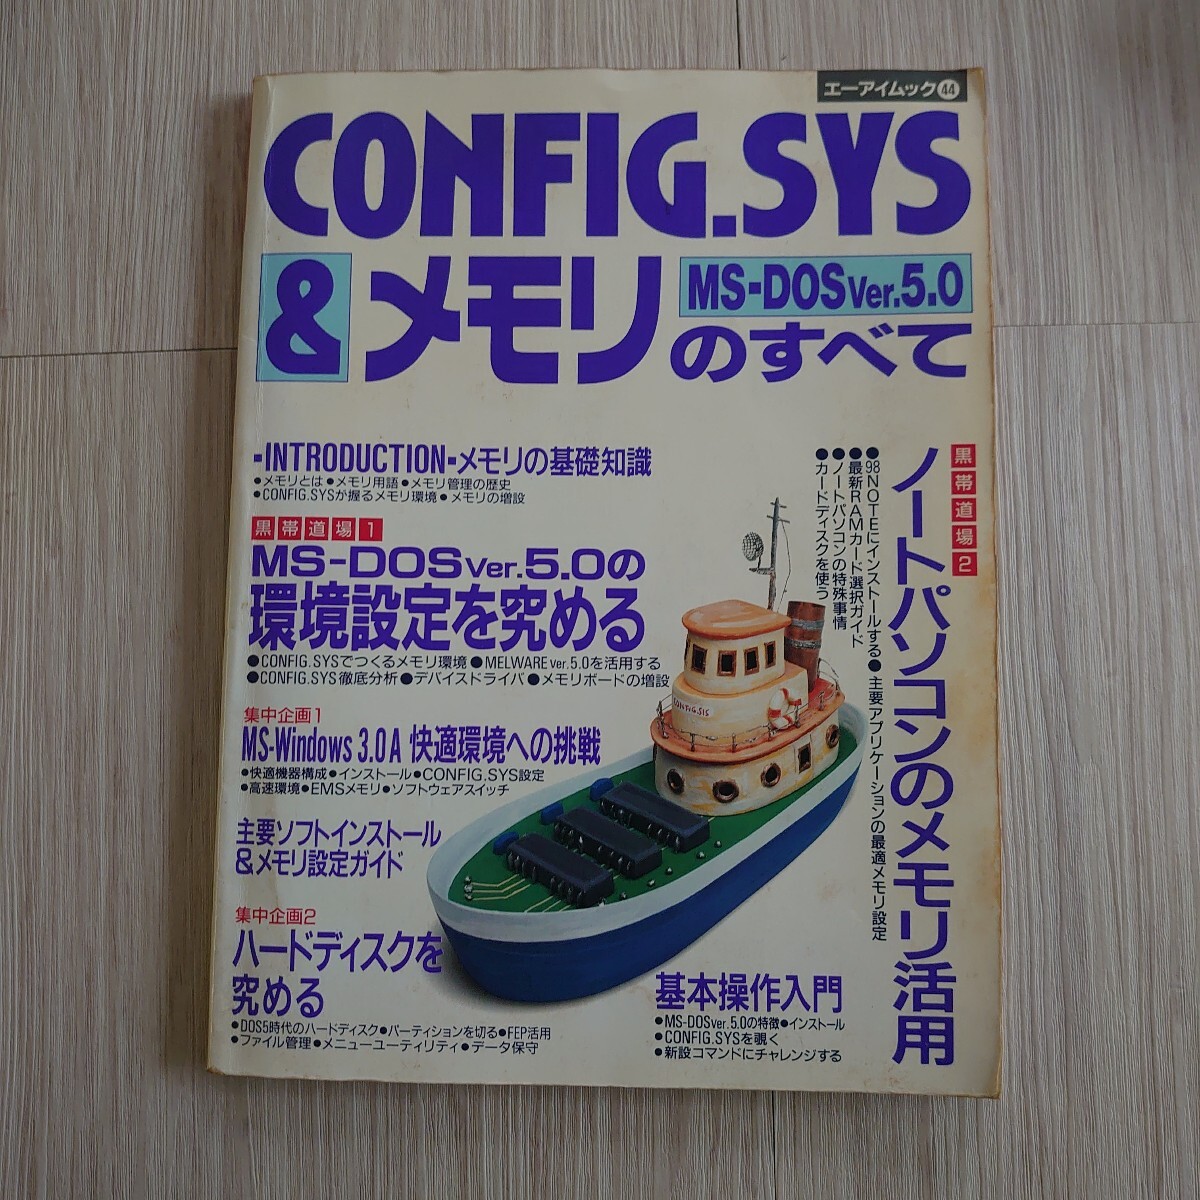 エーアイムック44
CONFIG.SYS
&メモリ
MS-DOS Ver.5.0
のすべて
-INTRODUCTION-メモリの基礎知識
●メモリとは●メモリ用語●メモリ管理の歴史
●CONFIG.SYSが握るメモリ環境●メモリの増設
黒帯道場1
MS-DOS Ver.5.0の
環境設定を究める
●CONFIG.SYSでつくるメモリ環境●MELWARE ver.5.0を活用する
●CONFIG.SYS徹底分析●デバイスドライバ●メモリボードの増設
集中企画1
MS-Windows 3.0A 快適環境への挑戦
●快適機器構成●インストール●CONFIG.SYS設定
●高速環境●EMSメモリ●ソフトウェアスイッチ
主要ソフトインストール
&メモリ設定ガイド
集中企画2
ハードディスクを
究める
●DOS5時代のハードディスク●パーティションを切る●FEP活用
●ファイル管理●メニューユーティリティ●データ保守
黒帯道場2
ノートパソコンのメモリ活用
●98NOTEにインストールする●主要アプリケーションの最適メモリ設定
●最新RAMカード選択ガイド
●ノートパソコンの特殊事情
●カードディスクを使う
CONFIG.SIS
基本操作入門
●MS-DOS ver.5.0の特徴●インストール
●CONFIG.SYSを覗く
●新設コマンドにチャレンジする